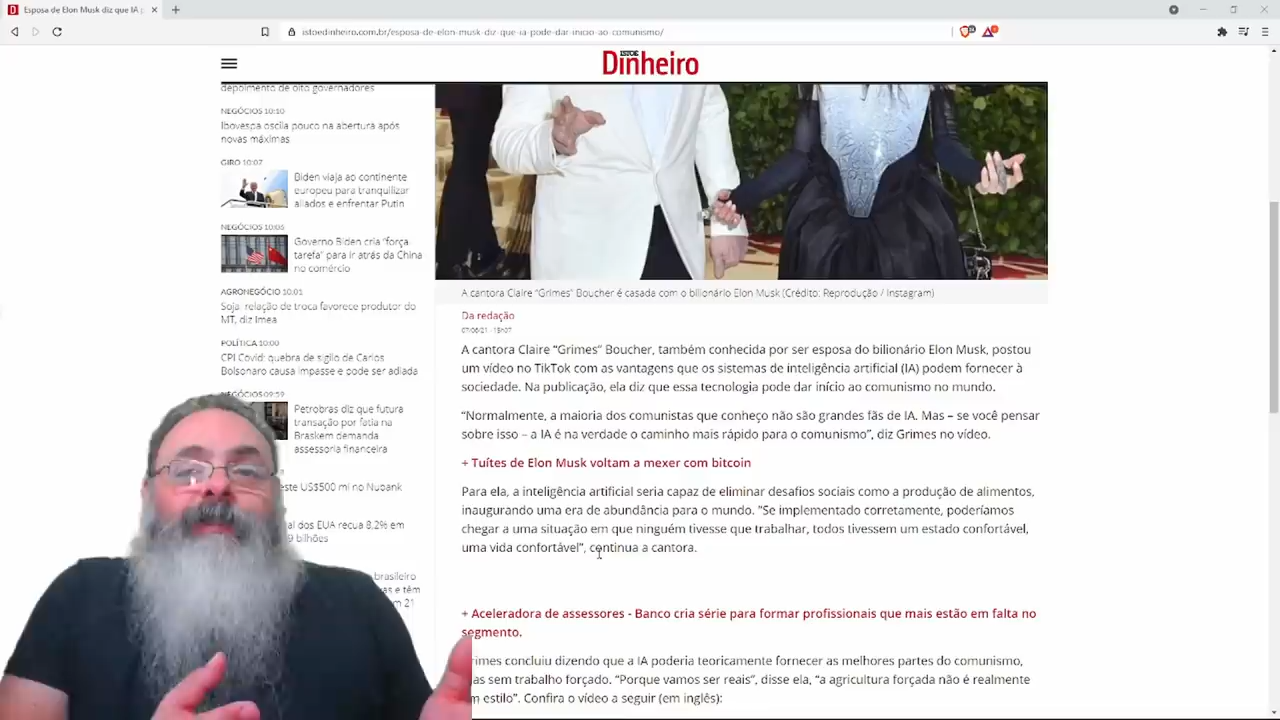 Esposa de Elon Musk diz que IA p
istoedinheiro.com.br/esposa-de-elon-musk-diz-que-ia-pode-dar-inicio-ao-comunismo/
ISTOÉ
Dinheiro
depoimento de oito governadores
NEGÓCIOS 10:10
Ibovespa oscila pouco na abertura após
novas máximas
GIRO 10:07
Biden viaja ao continente
europeu para tranquilizar
aliados e enfrentar Putin
NEGÓCIOS 10:03
Governo Biden cria "força-
tarefa" para ir atrás da China
no comércio
AGRONEGÓCIO 10:01
Soja: relação de troca favorece produtor do
MT, diz Imea
POLÍTICA 10:00
CPI Covid: quebra de sigilo de Carlos
Bolsonaro causa impasse e pode ser adiada
NEGÓCIOS 09:59
Petrobras diz que futura
transação por fatia na
Braskem demanda
assessoria financeira
este US$500 mi no Nubank
al dos EUA recua 8,2% em
9 bilhões
brasileiro
as e têm
m 21
A cantora Claire "Grimes" Boucher é casada com o bilionário Elon Musk (Crédito: Reprodução / Instagram)
Da redação
07/06/21 - 15h07
A cantora Claire "Grimes" Boucher, também conhecida por ser esposa do bilionário Elon Musk, postou
um vídeo no TikTok com as vantagens que os sistemas de inteligência artificial (IA) podem fornecer à
sociedade. Na publicação, ela diz que essa tecnologia pode dar início ao comunismo no mundo.
"Normalmente, a maioria dos comunistas que conheço não são grandes fãs de IA. Mas – se você pensar
sobre isso – a IA é na verdade o caminho mais rápido para o comunismo", diz Grimes no vídeo.
+ Tuítes de Elon Musk voltam a mexer com bitcoin
Para ela, a inteligência artificial seria capaz de eliminar desafios sociais como a produção de alimentos,
inaugurando uma era de abundância para o mundo. "Se implementado corretamente, poderíamos
chegar a uma situação em que ninguém tivesse que trabalhar, todos tivessem um estado confortável,
uma vida confortável", continua a cantora.
+ Aceleradora de assessores - Banco cria série para formar profissionais que mais estão em falta no
segmento.
rimes concluiu dizendo que a IA poderia teoricamente fornecer as melhores partes do comunismo,
as sem trabalho forçado. "Porque vamos ser reais", disse ela, "a agricultura forçada não é realmente
m estilo". Confira o vídeo a seguir (em inglês):